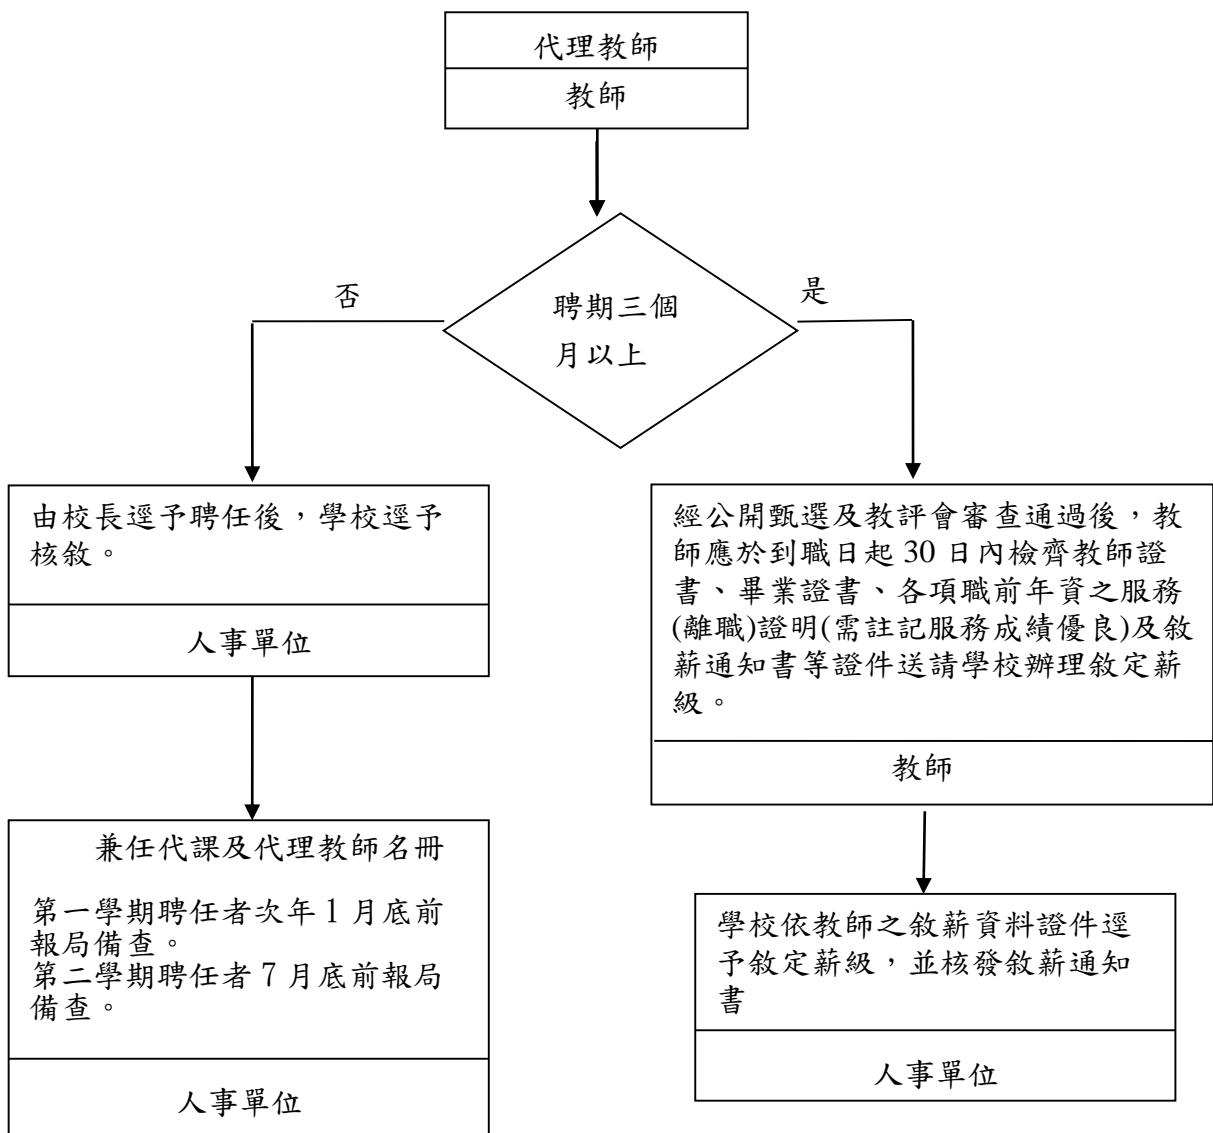 代理教師
教師
否
是
聘期三個
月以上
由校長逕予聘任後，學校逕予
核敘。
人事單位
經公開甄選及教評會審查通過後，教
師應於到職日起 30 日內檢齊教師證
書、畢業證書、各項職前年資之服務
(離職)證明(需註記服務成績優良)及敘
薪通知書等證件送請學校辦理敘定薪
級。
教師
兼任代課及代理教師名冊
第一學期聘任者次年 1 月底前
報局備查。
第二學期聘任者 7 月底前報局
備查。
人事單位
學校依教師之敘薪資料證件逕
予敘定薪級，並核發敘薪通知
書
人事單位